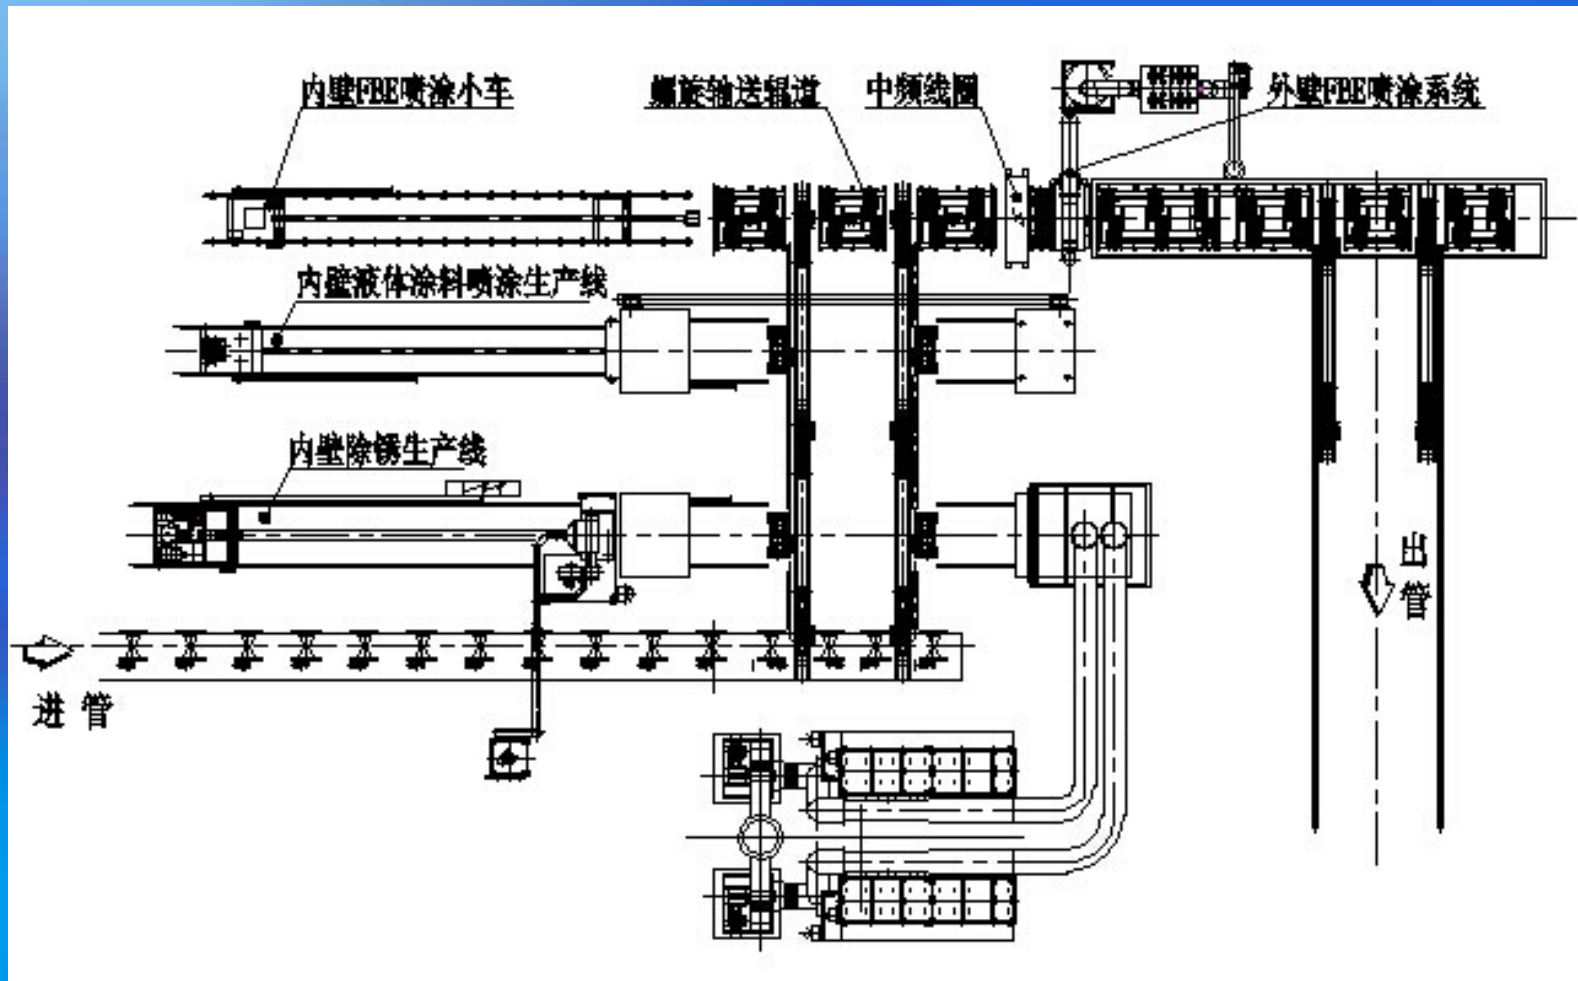 内壁FBE喷涂小车
螺旋输送辊道
中频线圈
外壁FBE喷涂系统
内壁液体涂料喷涂生产线
内壁除锈生产线
出管
进管